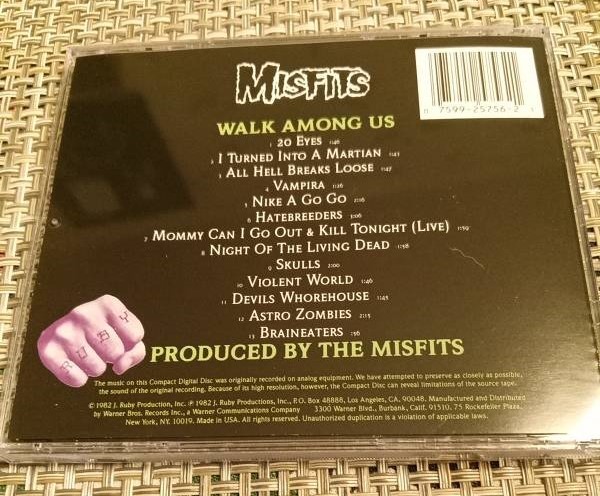 MISFITS
7599-25756-2
WALK AMONG US
1 20 EYES 1:46
2 I TURNED INTO A MARTIAN 1:43
3 ALL HELL BREAKS LOOSE 1:47
4 VAMPIRA 1:26
5 NIKE A GO GO 2:16
6 HATEBREEDERS 3:06
7 MOMMY CAN I GO OUT & KILL TONIGHT (LIVE) 1:59
8 NIGHT OF THE LIVING DEAD 1:58
9 SKULLS 2:00
10 VIOLENT WORLD 1:46
11 DEVILS WHOREHOUSE 1:45
12 ASTRO ZOMBIES 2:15
13 BRAINEATERS :56
RUBY
PRODUCED BY THE MISFITS
The music on this Compact Digital Disc was originally recorded on analog equipment. We have attempted to preserve as closely as possible,
the sound of the original recording. Because of its high resolution, however, the Compact Disc can reveal limitations of the source tape.
© 1982 J. Ruby Production, Inc. ℗ 1982 J. Ruby Productions, Inc., P.O. Box 48888, Los Angeles, CA. 90048. Manufactured and Distributed
by Warner Bros. Records Inc., a Warner Communications Company 3300 Warner Blvd., Burbank, Calif. 91510. 75 Rockefeller Plaza,
New York, NY. 10019. Made in USA. All rights reserved. Unauthorized duplication is a violation of applicable laws.